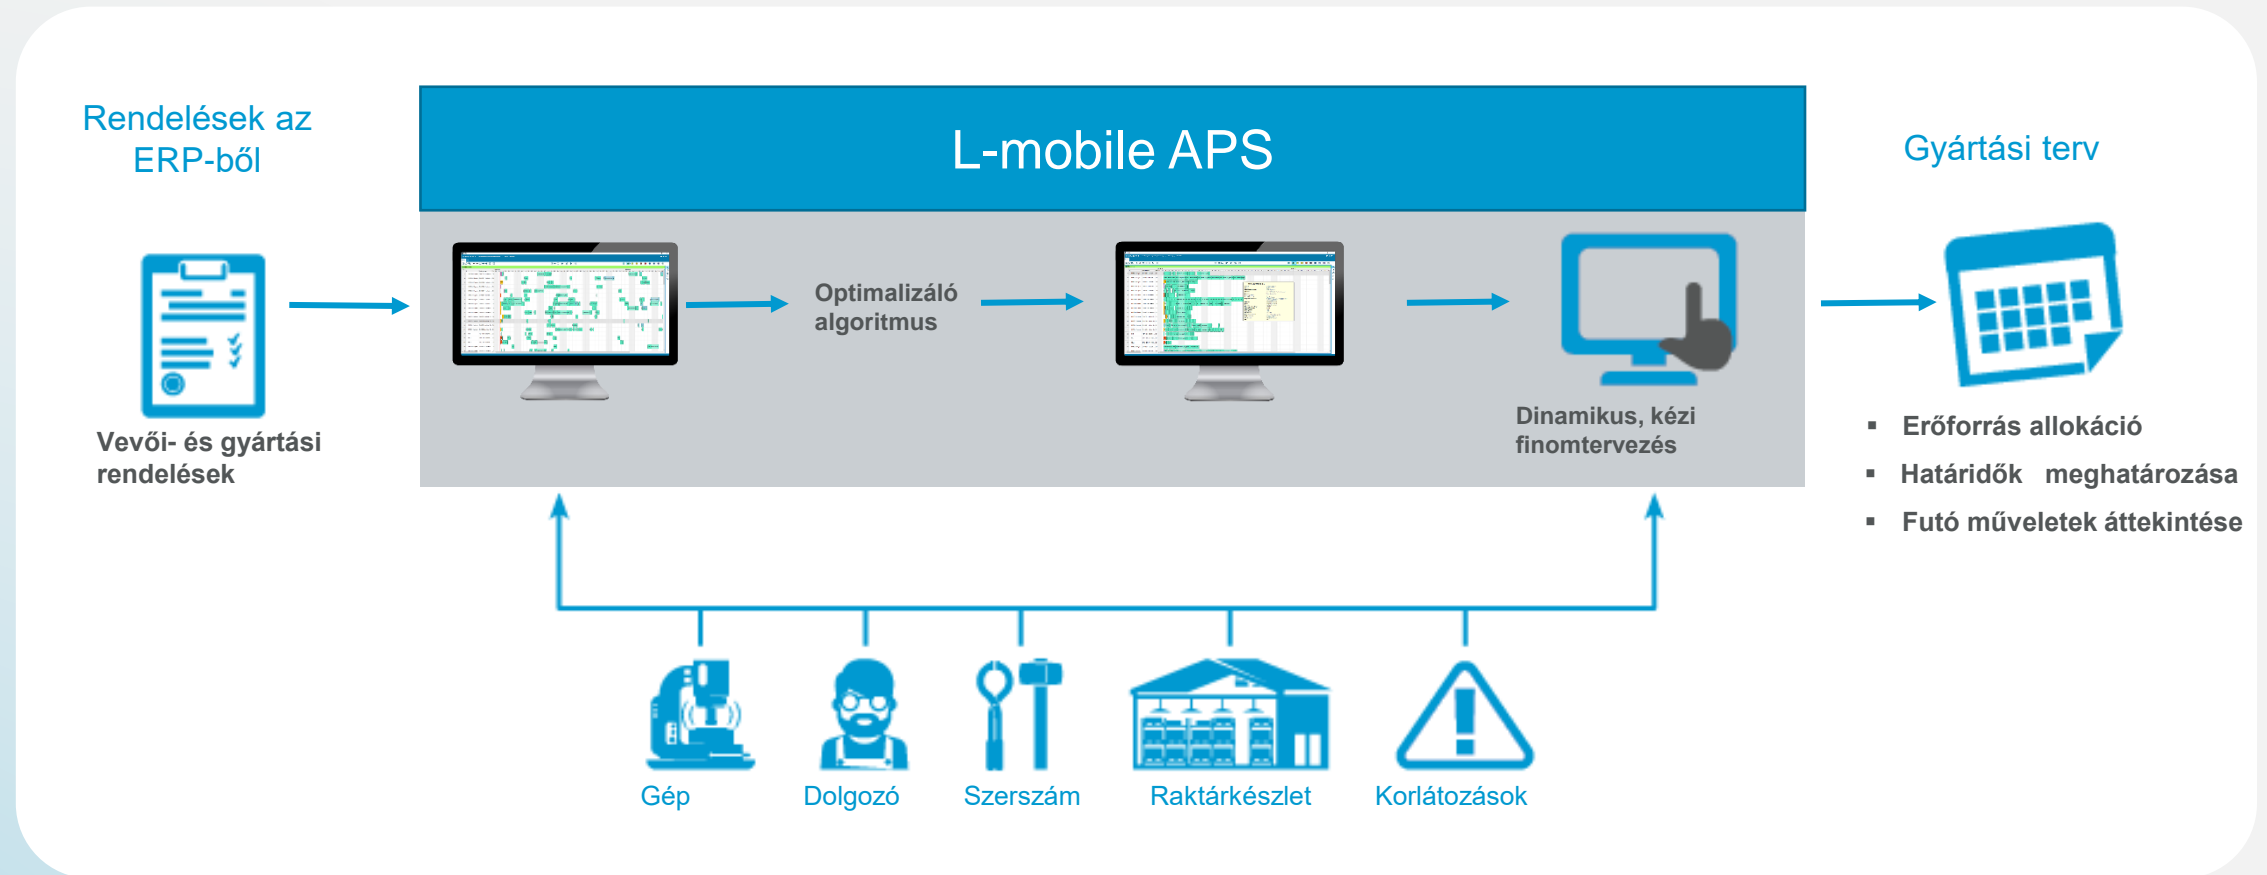 Rendelések az
ERP-ből
L-mobile APS
Gyártási terv
Optimalizáló
algoritmus
Vevői- és gyártási
rendelések
Dinamikus, kézi
finomtervezés
▪ Erőforrás allokáció
▪ Határidők meghatározása
▪ Futó műveletek áttekintése
Gép
Dolgozó
Szerszám
Raktárkészlet
Korlátozások